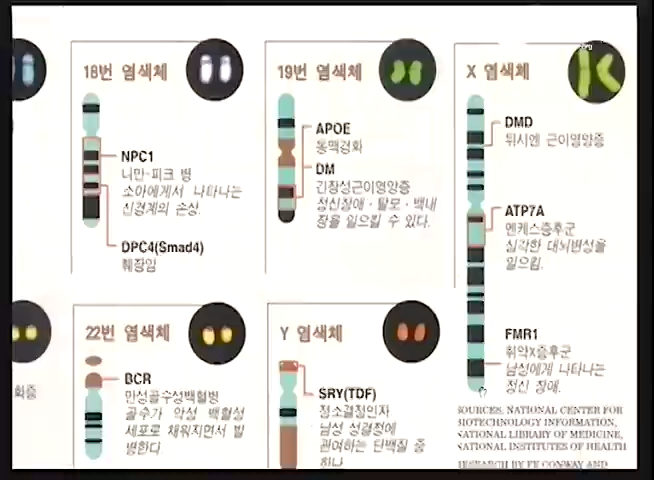 18번 염색체
NPC1
니만-피크 병
소아에게서 나타나는
신경계의 손상.
DPC4(Smad4)
췌장암
19번 염색체
APOE
동맥경화
DM
긴장성근이영양증
정신장애·탈모·백내
장을 일으킬 수 있다.
X 염색체
DMD
뒤시엔 근이영양증
ATP7A
멘케스증후군
심각한 대뇌변성을
일으킴.
FMR1
취약X증후군
남성에게 나타나는
정신 장애.
화증
22번 염색체
BCR
만성골수성백혈병
골수가 악성 백혈성
세포로 채워지면서 발
병한다
Y 염색체
SRY(TDF)
정소결정인자
남성 성결정에
관여하는 단백질 중
하나
SOURCES: NATIONAL CENTER FOR
BIOTECHNOLOGY INFORMATION,
NATIONAL LIBRARY OF MEDICINE,
NATIONAL INSTITUTES OF HEALTH
RESEARCH BY FE CONWAY AND